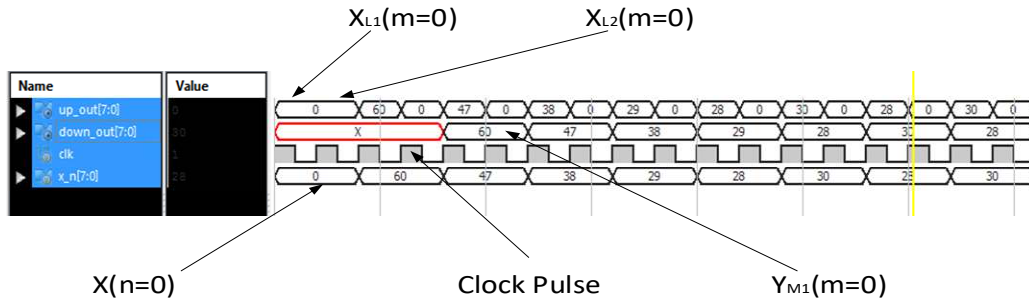 XL1(m=0) XL2(m=0)
Name Value
up_out[7:0] 0 0 60 0 47 0 38 0 29 0 28 0 30 0 28 0 30 0
down_out[7:0] 30 X 60 47 38 29 28 30 28
clk 1
x_n[7:0] 28 0 60 47 38 29 28 30 28 30
X(n=0) Clock Pulse YM1(m=0)